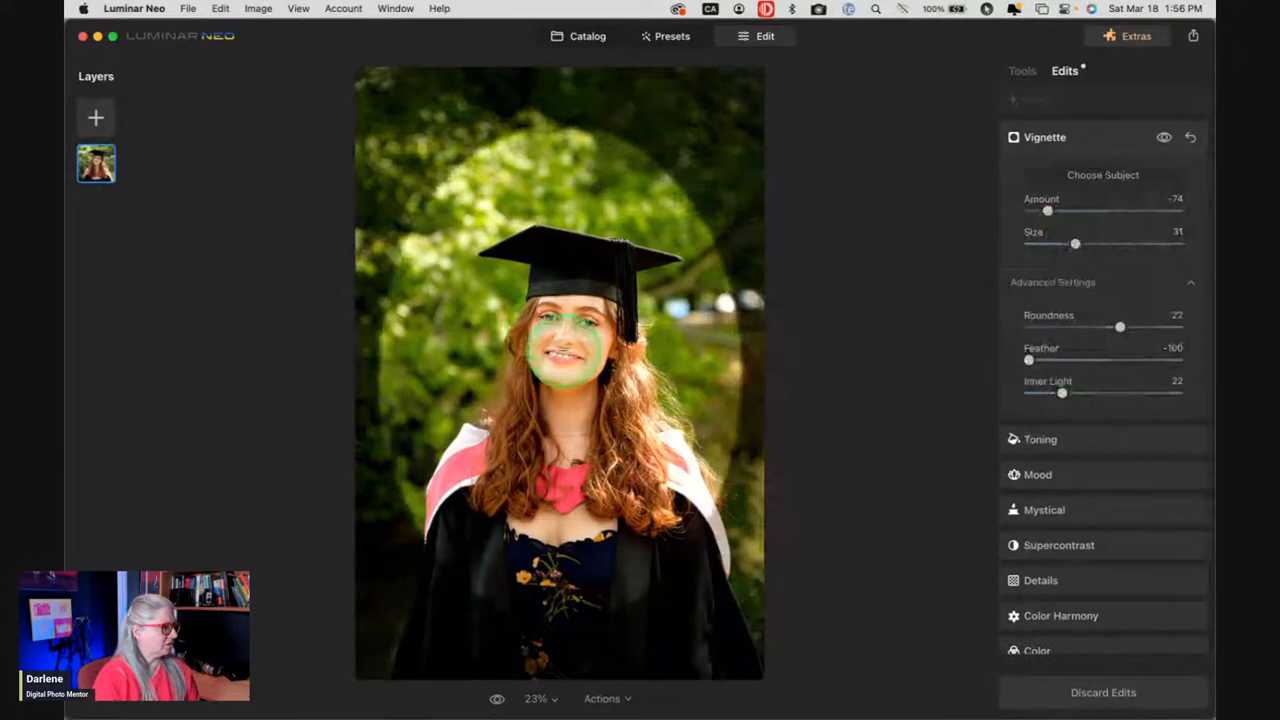 Luminar Neo File Edit Image View Account Window Help
CA 100% Sat Mar 18 1:56 PM
LUMINAR NEO
Catalog Presets Edit
Extras
Layers
Tools Edits
Vignette
Choose Subject
Amount -74
Size 31
Advanced Settings
Roundness 22
Feather -100
Inner Light 22
Toning
Mood
Mystical
Supercontrast
Details
Color Harmony
Color
Discard Edits
23% Actions
Darlene
Digital Photo Mentor